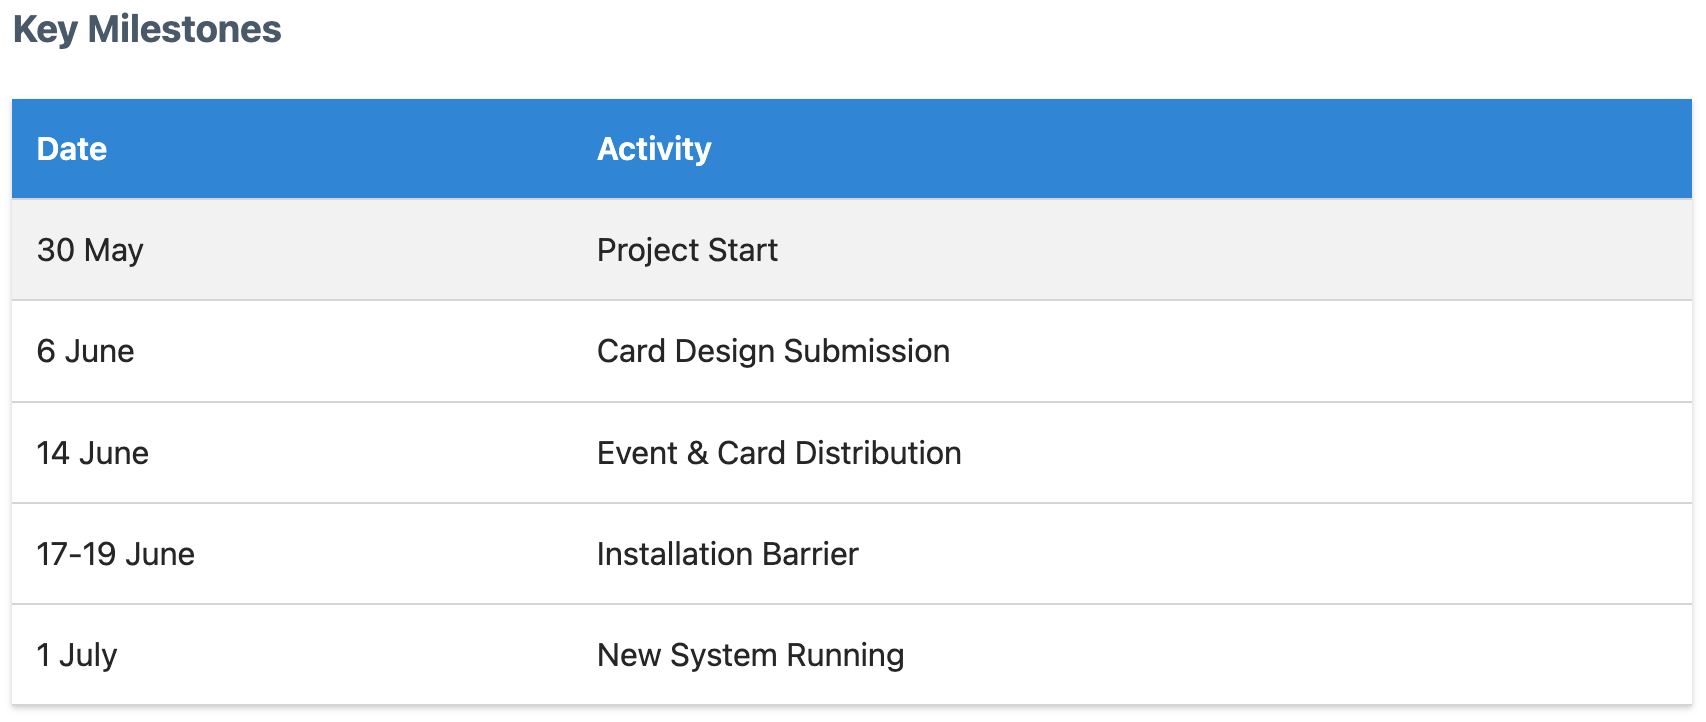 Key Milestones
Date Activity
30 May Project Start
6 June Card Design Submission
14 June Event & Card Distribution
17-19 June Installation Barrier
1 July New System Running